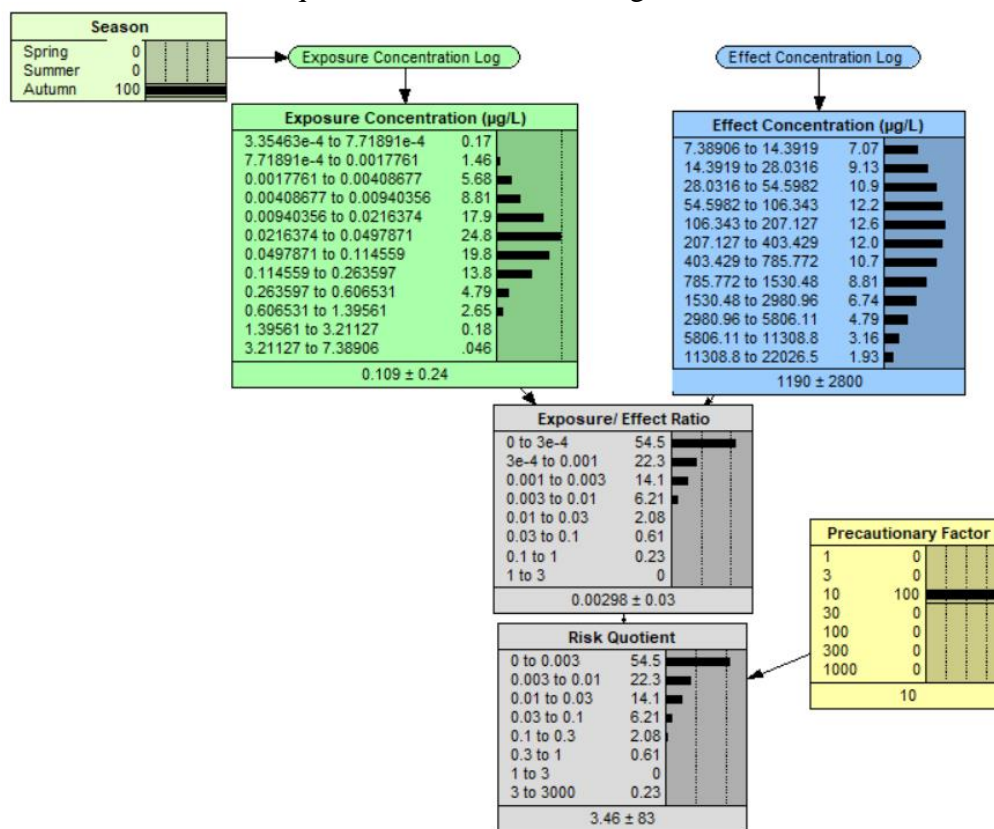 Season
Spring 0
Summer 0
Autumn 100
Exposure Concentration Log
Effect Concentration Log
Exposure Concentration (µg/L)
3.35463e-4 to 7.71891e-4 0.17
7.71891e-4 to 0.0017761 1.46
0.0017761 to 0.00408677 5.68
0.00408677 to 0.00940356 8.81
0.00940356 to 0.0216374 17.9
0.0216374 to 0.0497871 24.8
0.0497871 to 0.114559 19.8
0.114559 to 0.263597 13.8
0.263597 to 0.606531 4.79
0.606531 to 1.39561 2.65
1.39561 to 3.21127 0.18
3.21127 to 7.38906 .046
0.109 ± 0.24
Effect Concentration (µg/L)
7.38906 to 14.3919 7.07
14.3919 to 28.0316 9.13
28.0316 to 54.5982 10.9
54.5982 to 106.343 12.2
106.343 to 207.127 12.6
207.127 to 403.429 12.0
403.429 to 785.772 10.7
785.772 to 1530.48 8.81
1530.48 to 2980.96 6.74
2980.96 to 5806.11 4.79
5806.11 to 11308.8 3.16
11308.8 to 22026.5 1.93
1190 ± 2800
Exposure/ Effect Ratio
0 to 3e-4 54.5
3e-4 to 0.001 22.3
0.001 to 0.003 14.1
0.003 to 0.01 6.21
0.01 to 0.03 2.08
0.03 to 0.1 0.61
0.1 to 1 0.23
1 to 3 0
0.00298 ± 0.03
Precautionary Factor
1 0
3 0
10 100
30 0
100 0
300 0
1000 0
10
Risk Quotient
0 to 0.003 54.5
0.003 to 0.01 22.3
0.01 to 0.03 14.1
0.03 to 0.1 6.21
0.1 to 0.3 2.08
0.3 to 1 0.61
1 to 3 0
3 to 3000 0.23
3.46 ± 83